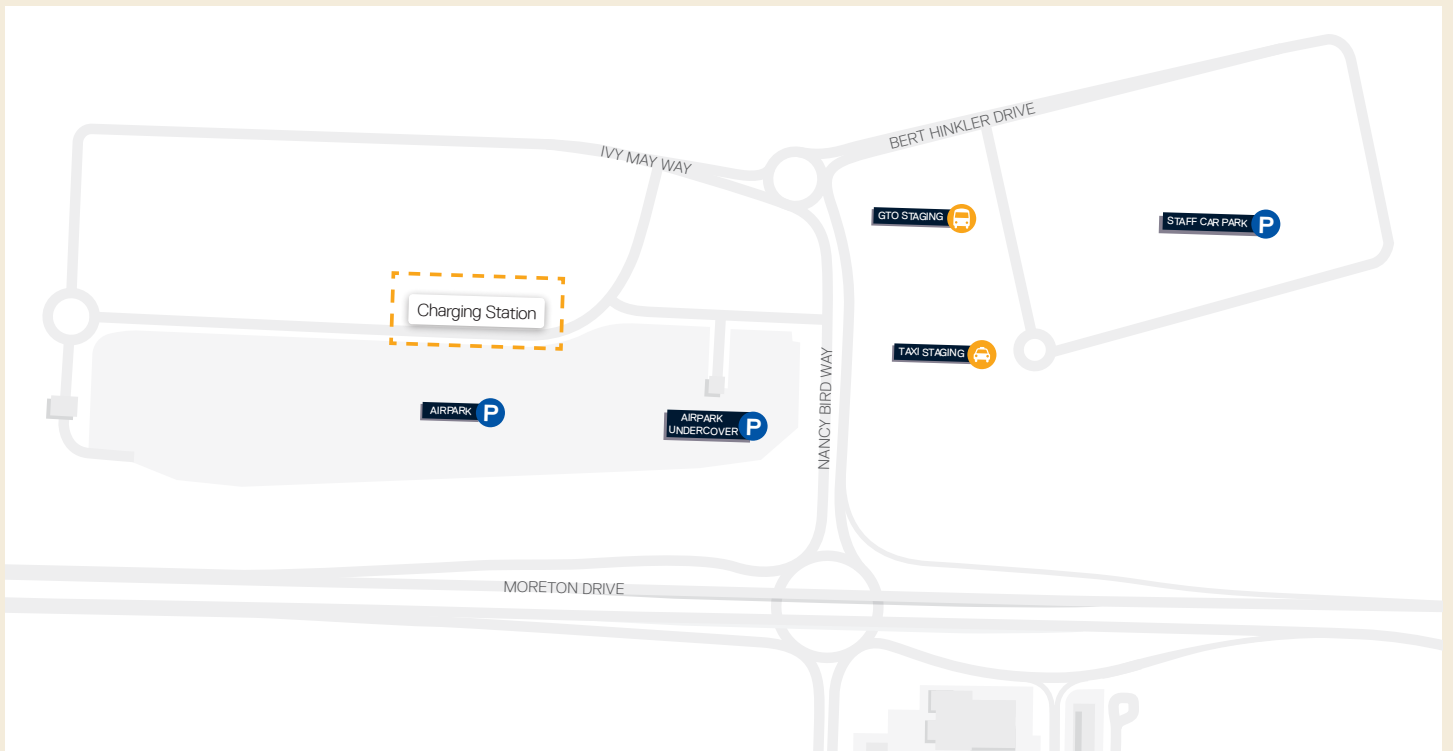 BERT HINKLER DRIVE
IVY MAY WAY
GTO STAGING
STAFF CAR PARK
P
Charging Station
TAXI STAGING
NANCY BIRD WAY
AIRPARK
P
AIRPARK
UNDERCOVER
P
MORETON DRIVE